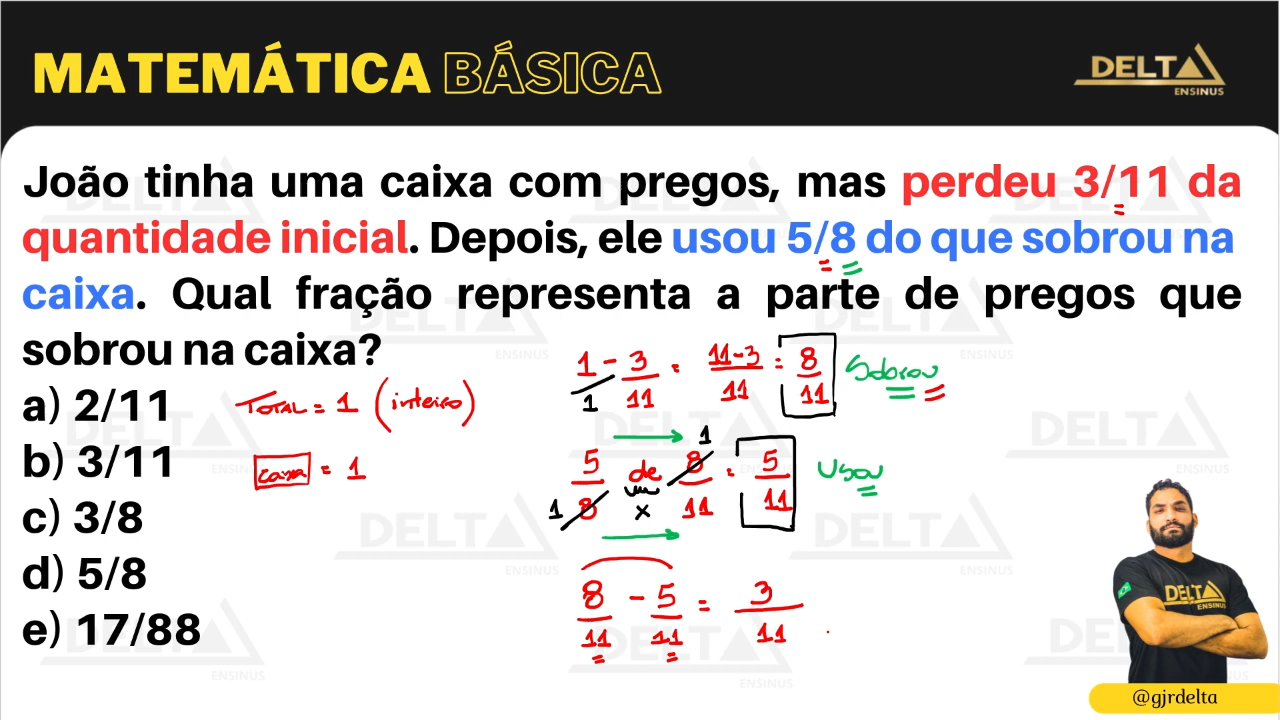 MATEMÁTICA BÁSICA
DELTA
ENSINUS
João tinha uma caixa com pregos, mas perdeu 3/11 da
quantidade inicial. Depois, ele usou 5/8 do que sobrou na
caixa. Qual fração representa a parte de pregos que
sobrou na caixa?
a) 2/11
b) 3/11
c) 3/8
d) 5/8
e) 17/88
TOTAL = 1 (inteiro)
caixa = 1
1/1 - 3/11 = 11-3/11 = 8/11 Sobrou
1 1
5/8 de 8/11 = 5/11 Usou
x
8/11 - 5/11 = 3/11
DELTA
ENSINUS
@gjrdelta